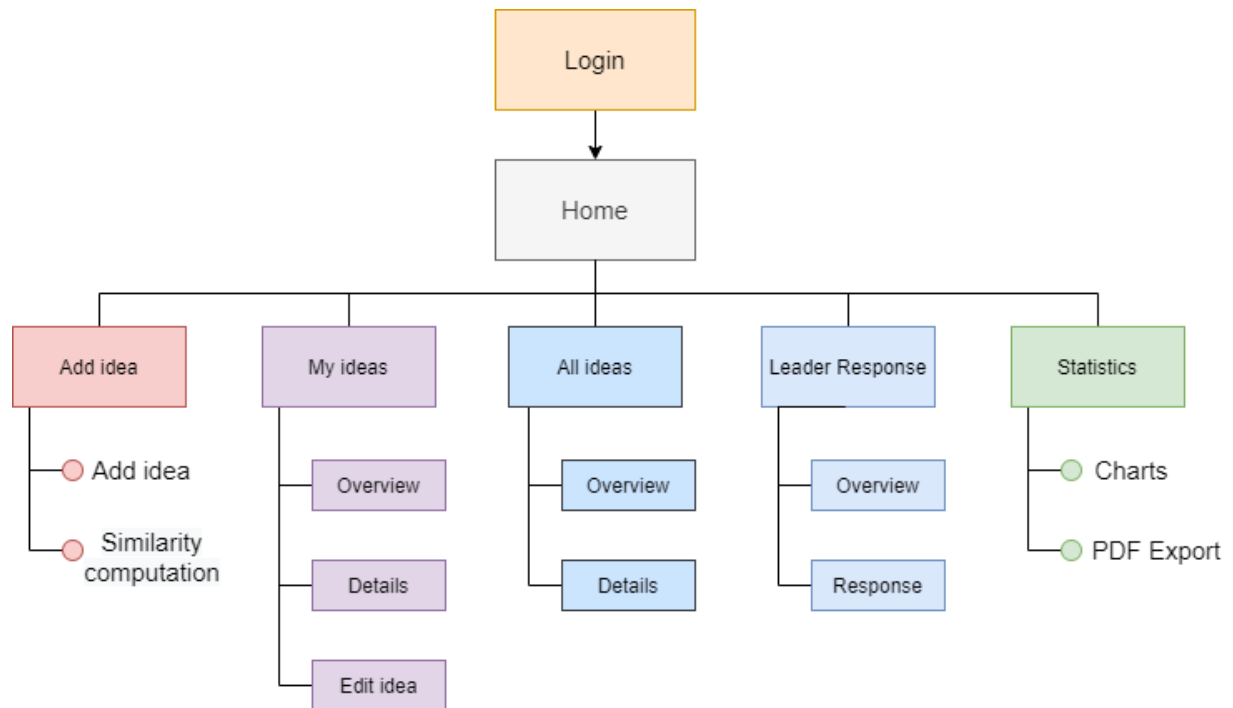 Login
Home
Add idea
My ideas
All ideas
Leader Response
Statistics
Add idea
Similarity
computation
Overview
Details
Edit idea
Overview
Details
Overview
Response
Charts
PDF Export